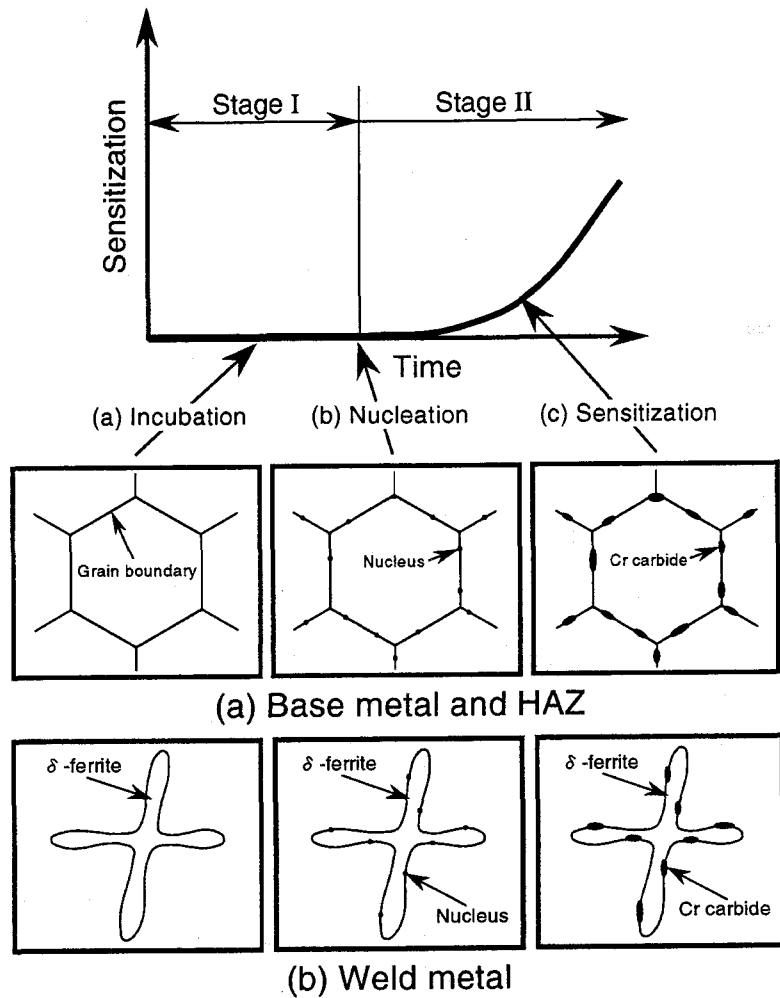 Sensitization
Stage I
Stage II
Time
(a) Incubation
(b) Nucleation
(c) Sensitization
Grain boundary
Nucleus
Cr carbide
(a) Base metal and HAZ
δ -ferrite
δ -ferrite
Nucleus
δ -ferrite
Cr carbide
(b) Weld metal